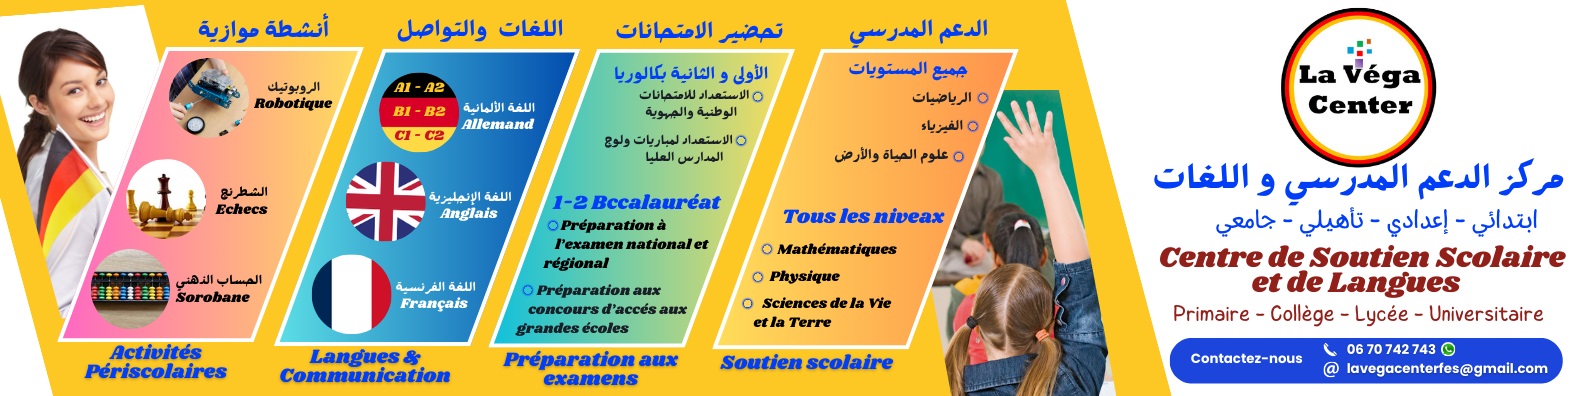 أنشطة موازية
الروبوتيك
Robotique
الشطرنج
Echecs
الحساب الذهني
Sorobane
Activités
Périscolaires
اللغات والتواصل
A1 - A2
B1 - B2
C1 - C2
اللغة الألمانية
Allemand
اللغة الإنجليزية
Anglais
اللغة الفرنسية
Français
Langues &
Communication
تحضير الامتحانات
الأولى و الثانية بكالوريا
الاستعداد للامتحانات
الوطنية والجهوية
الاستعداد لمباريات ولوج
المدارس العليا
1-2 Bccalauréat
Préparation à
l'examen national et
régional
Préparation aux
concours d'accés aux
grandes écoles
Préparation aux
examens
الدعم المدرسي
جميع المستويات
الرياضيات
الفيزياء
علوم الحياة والأرض
Tous les niveax
Mathématiques
Physique
Sciences de la Vie
et la Terre
Soutien scolaire
La Véga
Center
مركز الدعم المدرسي و اللغات
ابتدائي - إعدادي - تأهيلي - جامعي
Centre de Soutien Scolaire
et de Langues
Primaire - Collège - Lycée - Universitaire
Contactez-nous
06 70 742 743
@ lavegacenterfes@gmail.com